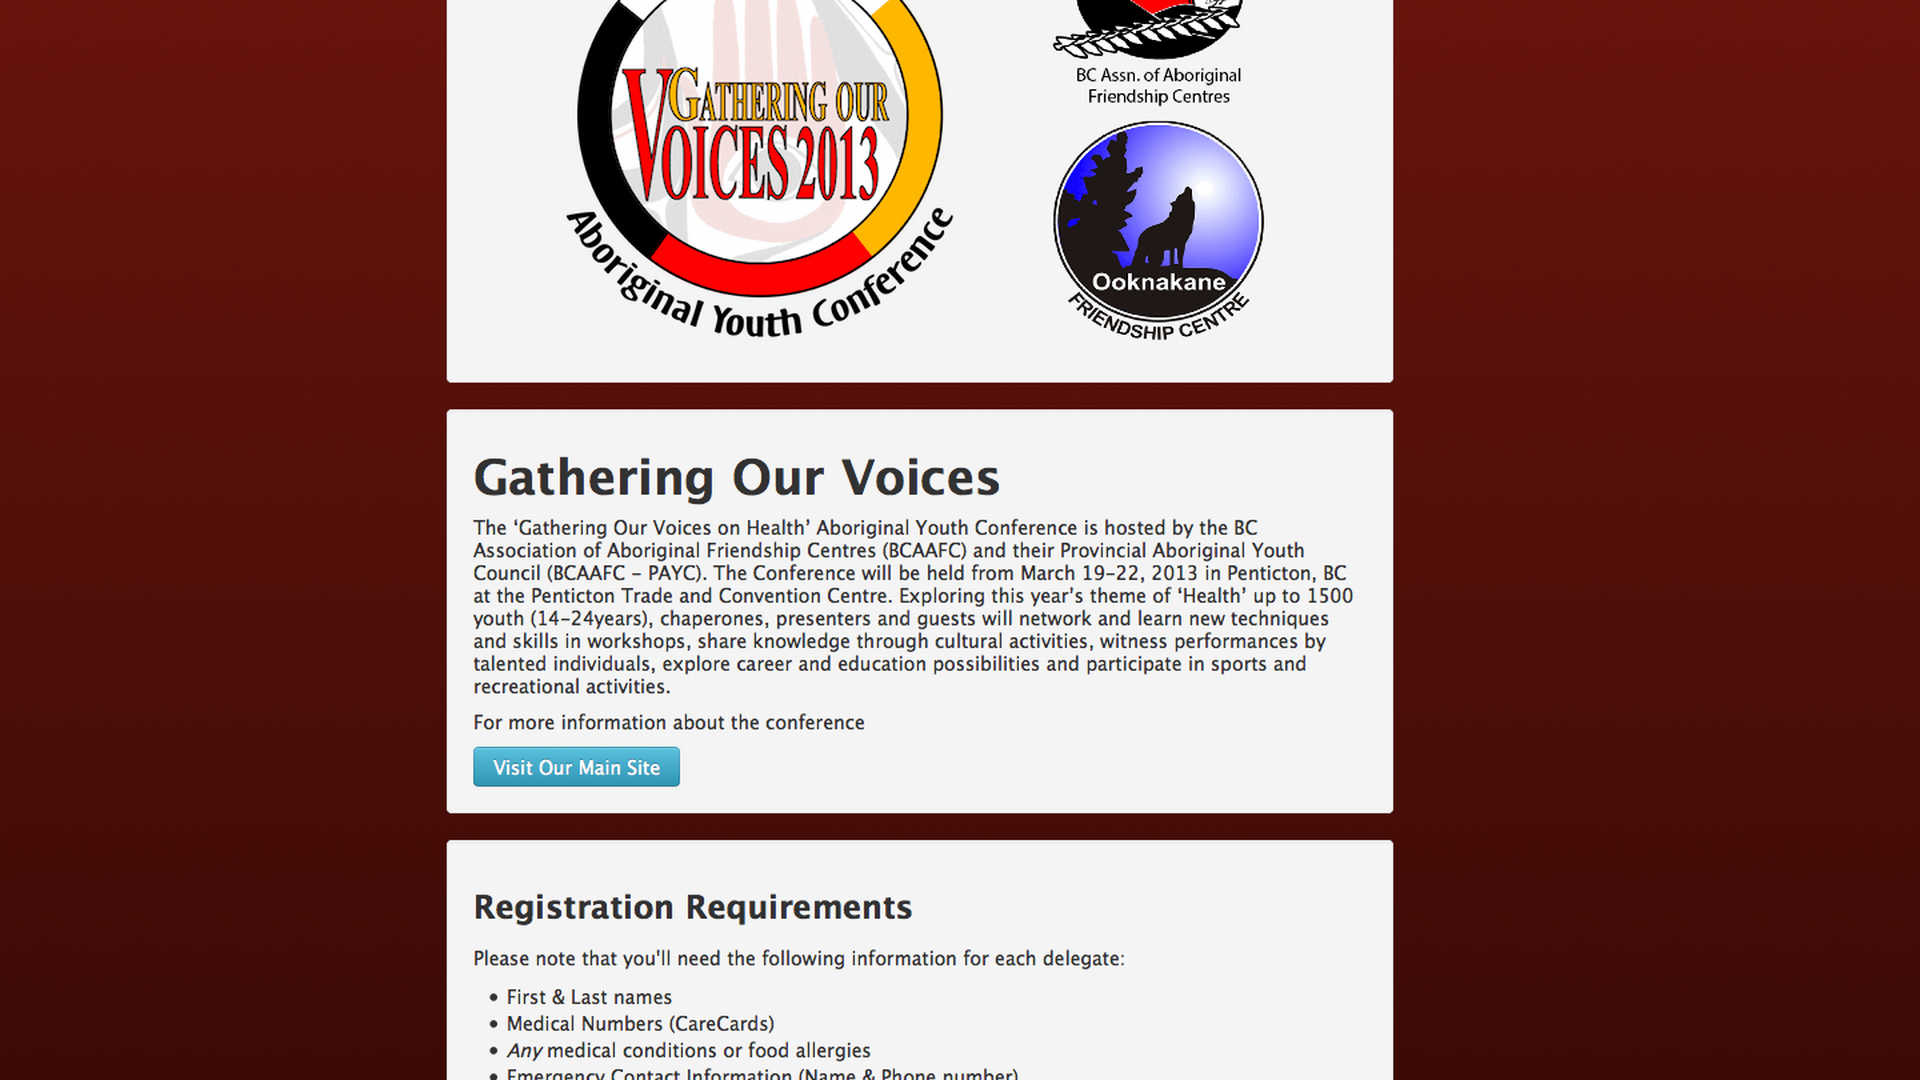 GATHERING OUR
VOICES 2013
Aboriginal Youth Conference
BC Assn. of Aboriginal
Friendship Centres
Ooknakane
FRIENDSHIP CENTRE
Gathering Our Voices
The ‘Gathering Our Voices on Health’ Aboriginal Youth Conference is hosted by the BC
Association of Aboriginal Friendship Centres (BCAAFC) and their Provincial Aboriginal Youth
Council (BCAAFC – PAYC). The Conference will be held from March 19–22, 2013 in Penticton, BC
at the Penticton Trade and Convention Centre. Exploring this year’s theme of ‘Health’ up to 1500
youth (14–24years), chaperones, presenters and guests will network and learn new techniques
and skills in workshops, share knowledge through cultural activities, witness performances by
talented individuals, explore career and education possibilities and participate in sports and
recreational activities.
For more information about the conference
Visit Our Main Site
Registration Requirements
Please note that you'll need the following information for each delegate:
• First & Last names
• Medical Numbers (CareCards)
• Any medical conditions or food allergies
• Emergency Contact Information (Name & Phone number)